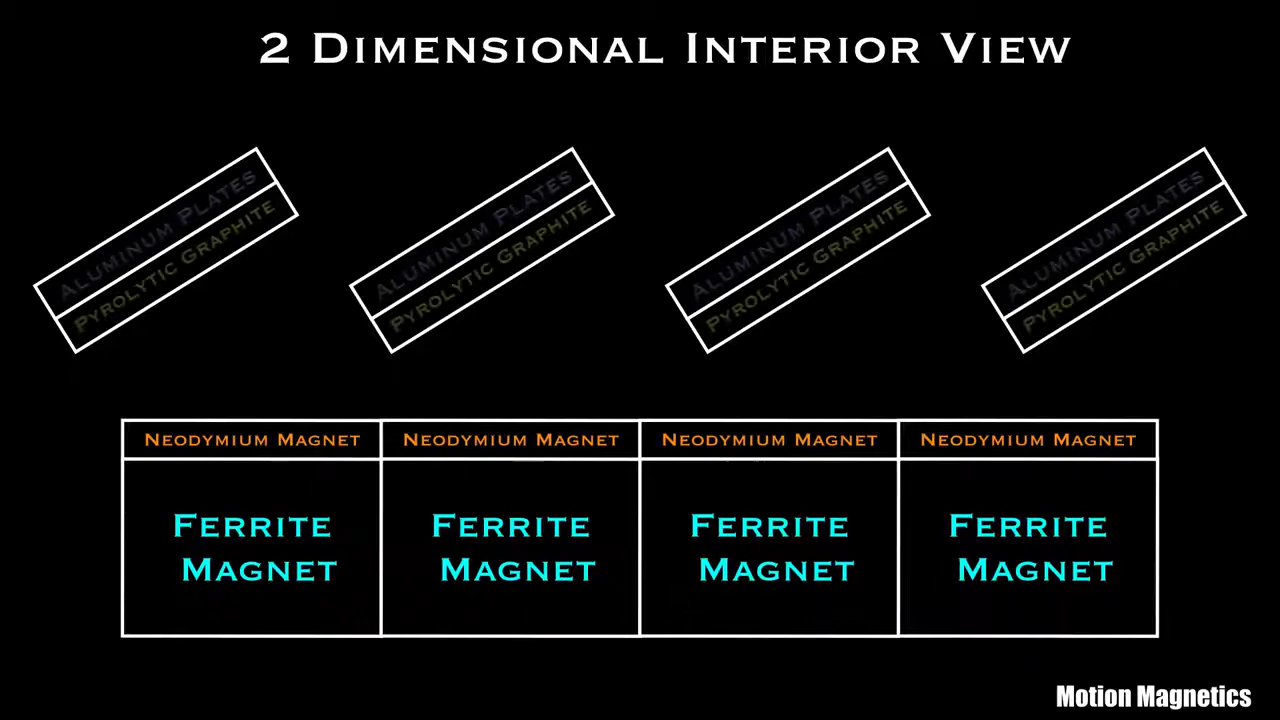 2 Dimensional Interior View
Aluminum Plates
Pyrolytic Graphite
Aluminum Plates
Pyrolytic Graphite
Aluminum Plates
Pyrolytic Graphite
Aluminum Plates
Pyrolytic Graphite
Neodymium Magnet
Neodymium Magnet
Neodymium Magnet
Neodymium Magnet
Ferrite
Magnet
Ferrite
Magnet
Ferrite
Magnet
Ferrite
Magnet
Motion Magnetics